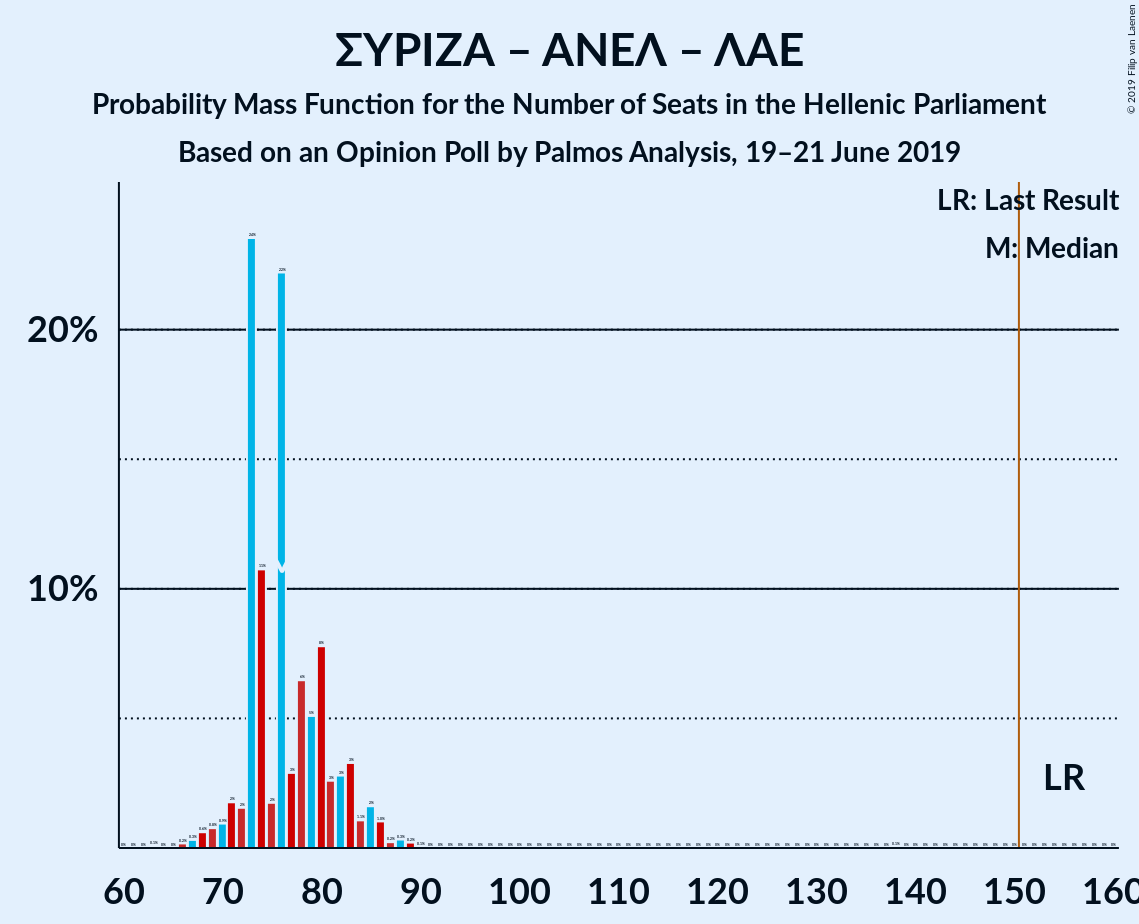 ΣΥΡΙΖΑ – ΑΝΕΛ – ΛΑΕ
Probability Mass Function for the Number of Seats in the Hellenic Parliament
Based on an Opinion Poll by Palmos Analysis, 19–21 June 2019
© 2019 Filip van Laenen
LR: Last Result
M: Median
20%
10%
M
LR
60 70 80 90 100 110 120 130 140 150 160